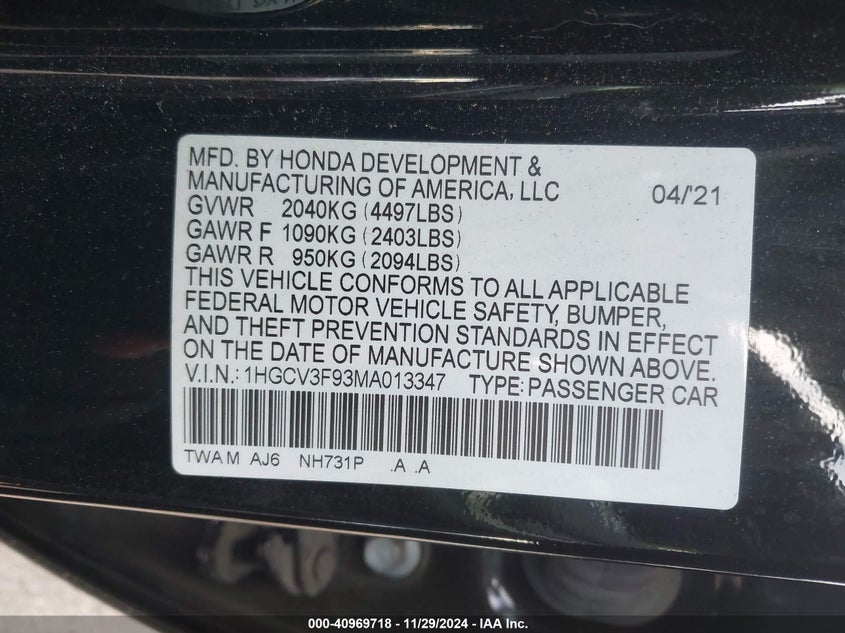 MFD. BY HONDA DEVELOPMENT &
MANUFACTURING OF AMERICA, LLC 04/'21
GVWR 2040KG (4497LBS)
GAWR F 1090KG (2403LBS)
GAWR R 950KG (2094LBS)
THIS VEHICLE CONFORMS TO ALL APPLICABLE
FEDERAL MOTOR VEHICLE SAFETY, BUMPER,
AND THEFT PREVENTION STANDARDS IN EFFECT
ON THE DATE OF MANUFACTURE SHOWN ABOVE.
V.I.N.: 1HGCV3F93MA013347 TYPE: PASSENGER CAR
TWA M AJ6 NH731P .A .A
000-40969718 - 11/29/2024 - IAA Inc.